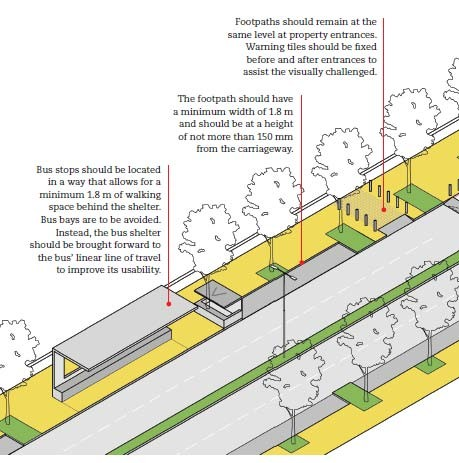 Footpaths should remain at the
same level at property entrances.
Warning tiles should be fixed
before and after entrances to
assist the visually challenged.
The footpath should have
a minimum width of 1.8 m
and should be at a height
of not more than 150 mm
from the carriageway.
Bus stops should be located
in a way that allows for a
minimum 1.8 m of walking
space behind the shelter.
Bus bays are to be avoided.
Instead, the bus shelter
should be brought forward to
the bus' linear line of travel
to improve its usability.